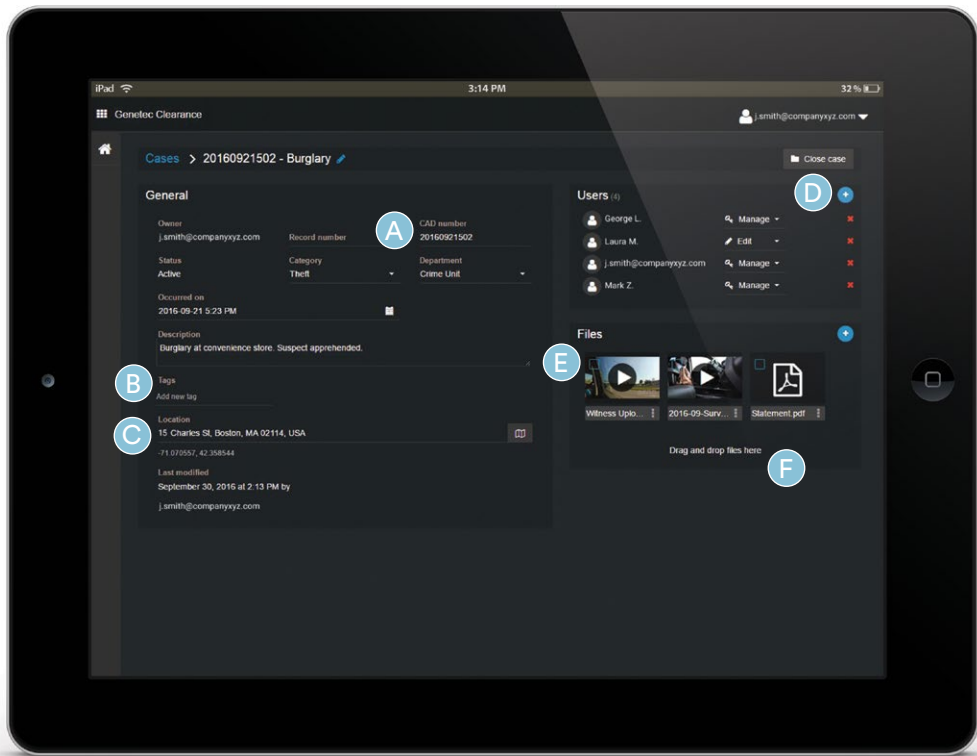 iPad 3:14 PM 32 %
Genetec Clearance j.smith@companyxyz.com
Cases > 20160921502 - Burglary Close case
General
Owner
j.smith@companyxyz.com
Record number
A
CAD number
20160921502
Status
Active
Category
Theft
Department
Crime Unit
Occurred on
2016-09-21 5:23 PM
Description
Burglary at convenience store. Suspect apprehended.
B
Tags
Add new tag
C
Location
15 Charles St, Boston, MA 02114, USA
-71.070557, 42.358544
Last modified
September 30, 2016 at 2:13 PM by
j.smith@companyxyz.com
D
Users (4)
George L. Manage
Laura M. Edit
j.smith@companyxyz.com Manage
Mark Z. Manage
Files
E
Witness Uplo... 2016-09-Surv... Statement.pdf
Drag and drop files here
F